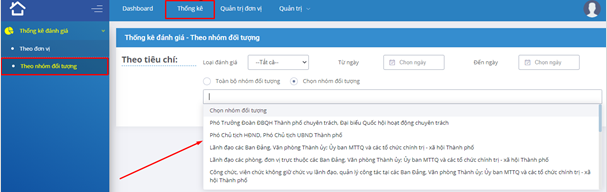 Dashboard Thống kê Quản trị đơn vị Quản trị
Thống kê đánh giá
Theo đơn vị
Theo nhóm đối tượng
Thống kê đánh giá - Theo nhóm đối tượng
Theo tiêu chí: Loại đánh giá --Tất cả-- Từ ngày Chọn ngày Đến ngày Chọn ngày
Toàn bộ nhóm đối tượng Chọn nhóm đối tượng
Chọn nhóm đối tượng
Phó Trưởng Đoàn ĐBQH Thành phố chuyên trách, Đại biểu Quốc hội hoạt động chuyên trách
Phó Chủ tịch HĐND, Phó Chủ tịch UBND Thành phố
Lãnh đạo các Ban Đảng, Văn phòng Thành ủy; Ủy ban MTTQ và các tổ chức chính trị - xã hội Thành phố
Lãnh đạo các phòng, đơn vị trực thuộc các Ban Đảng, Văn phòng Thành ủy; Ủy ban MTTQ và các tổ chức chính trị - xã hội Thành phố
Công chức, viên chức không giữ chức vụ lãnh đạo, quản lý công tác tại các Ban Đảng, Văn phòng Thành ủy; Ủy ban MTTQ và các tổ chức chính trị - xã
hội Thành phố